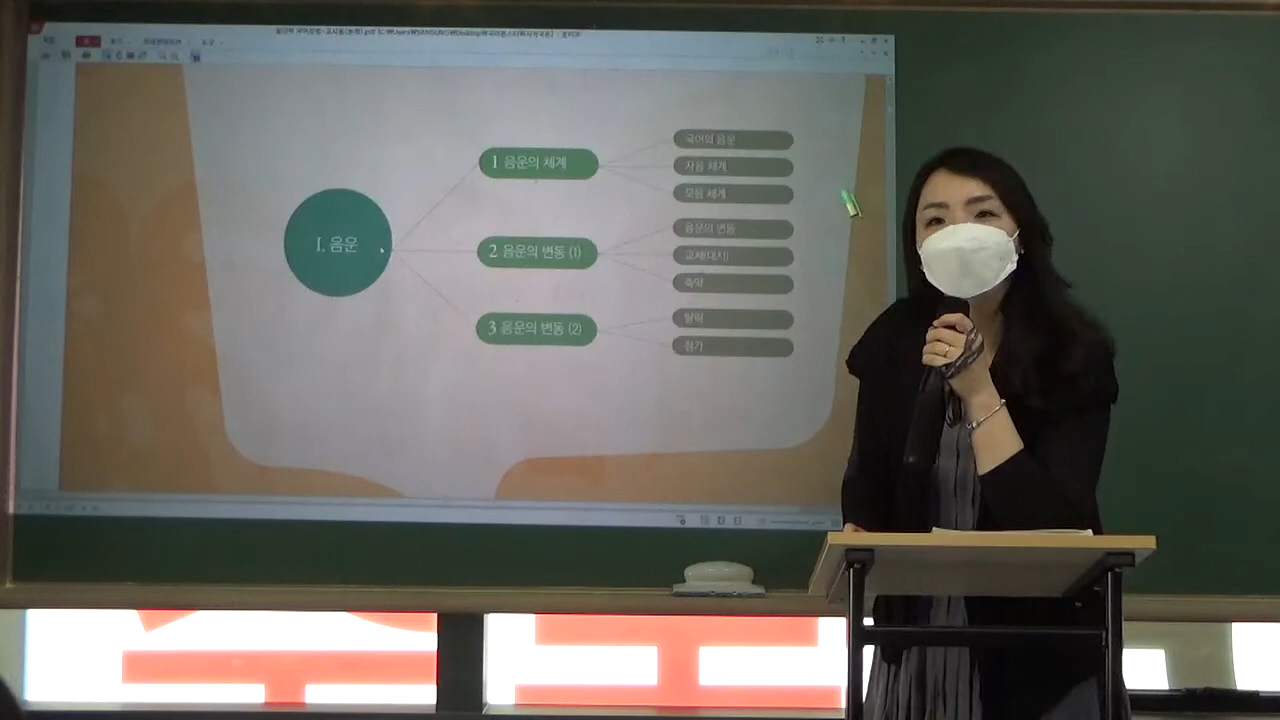 I. 음운
1 음운의 체계
국어의 음운
자음 체계
모음 체계
2 음운의 변동 (1)
음운의 변동
교체(대치)
축약
3 음운의 변동 (2)
탈락
첨가